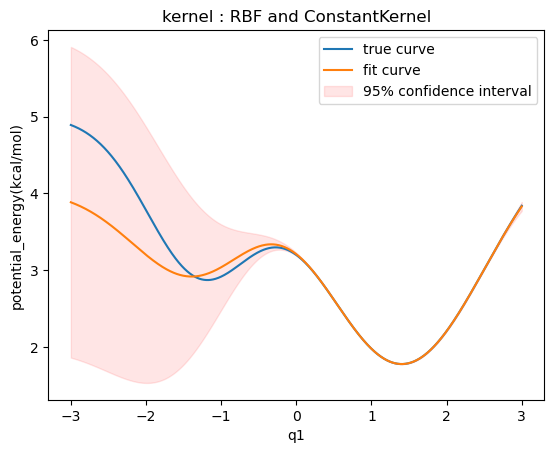 kernel : RBF and ConstantKernel
true curve
fit curve
95% confidence interval
potential_energy(kcal/mol)
6
5
4
3
2
−3
−2
−1
0
1
2
3
q1